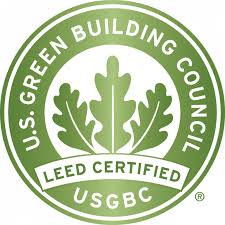 U.S. GREEN BUILDING COUNCIL
LEED CERTIFIED
USGBC
®